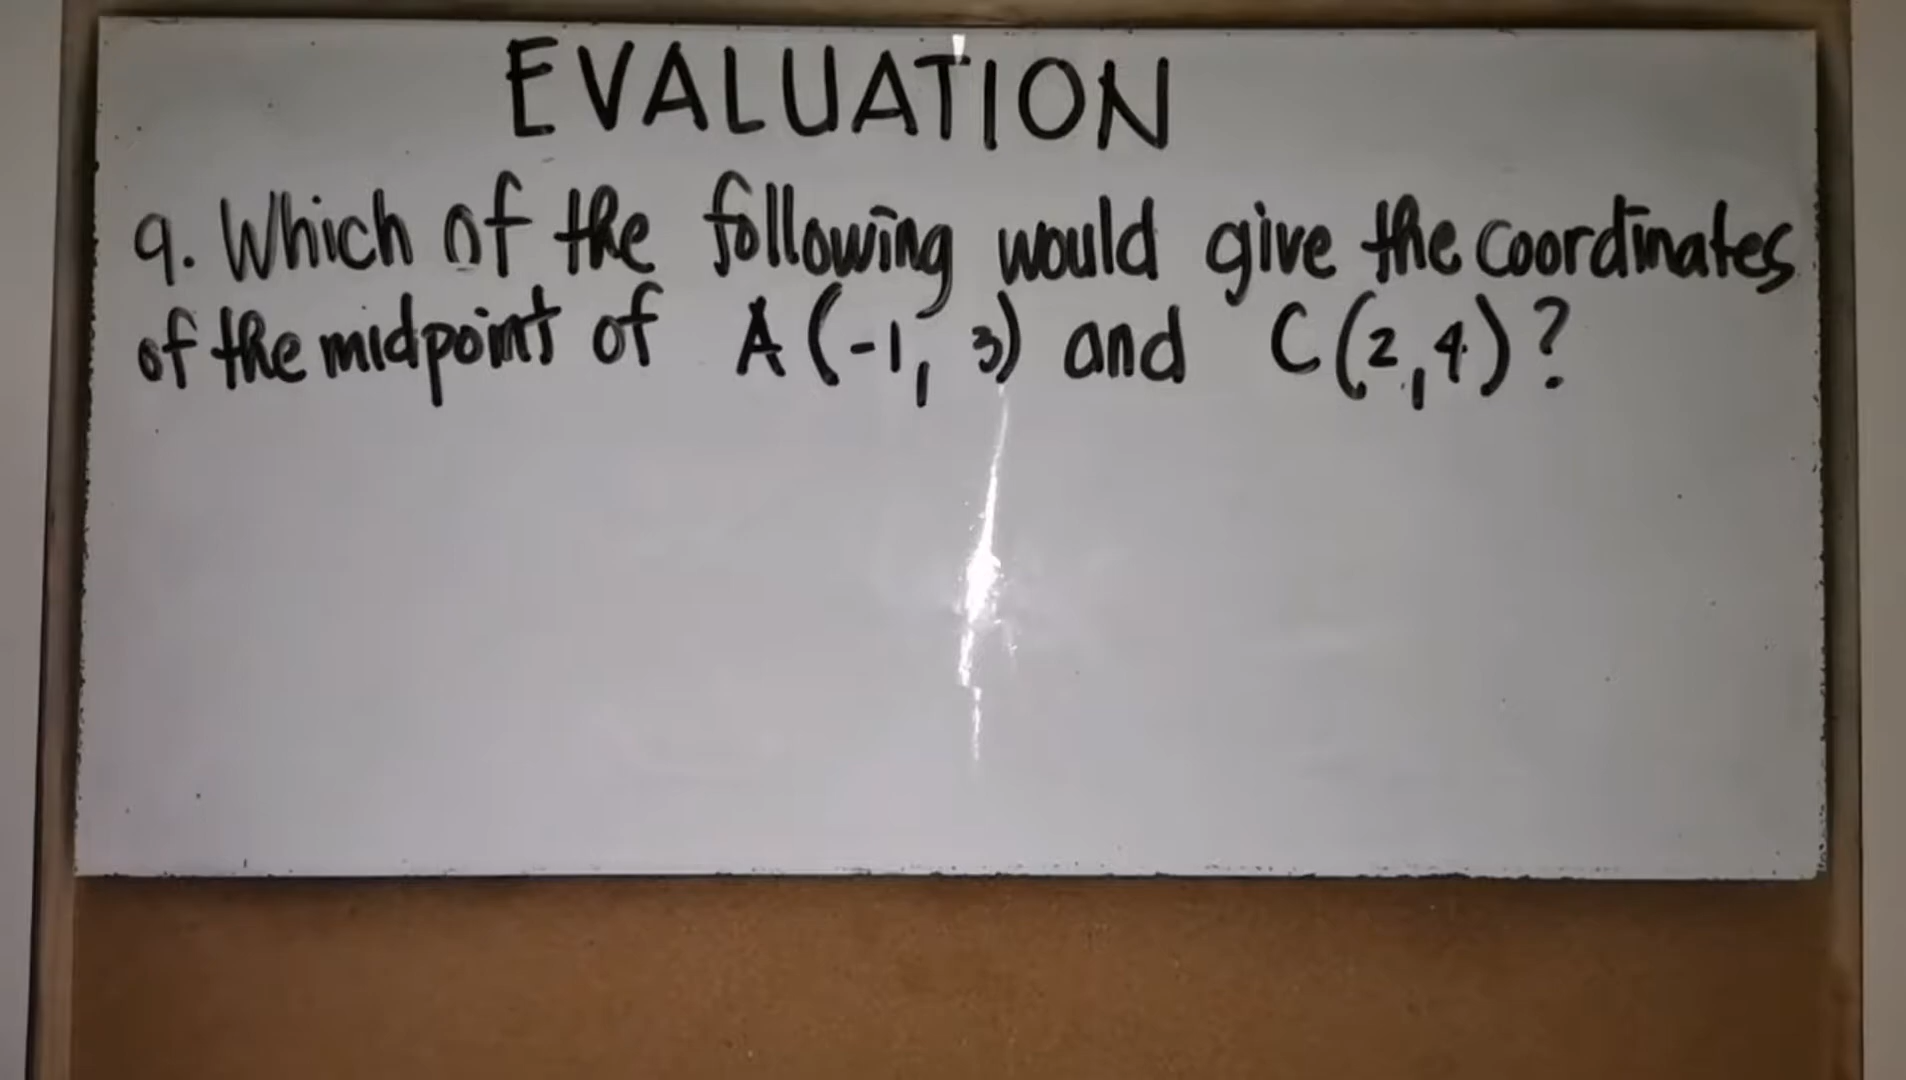 EVALUATION
9. Which of the following would give the coordinates
of the midpoint of A(-1, 3) and C(2,4)?